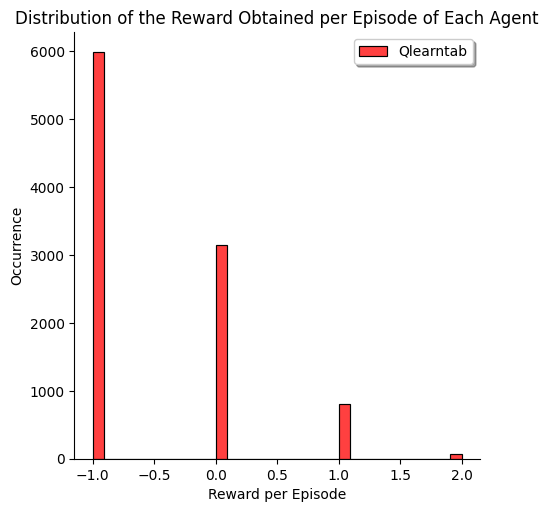 Distribution of the Reward Obtained per Episode of Each Agent
Qlearntab
Occurrence
6000
5000
4000
3000
2000
1000
0
−1.0 −0.5 0.0 0.5 1.0 1.5 2.0
Reward per Episode